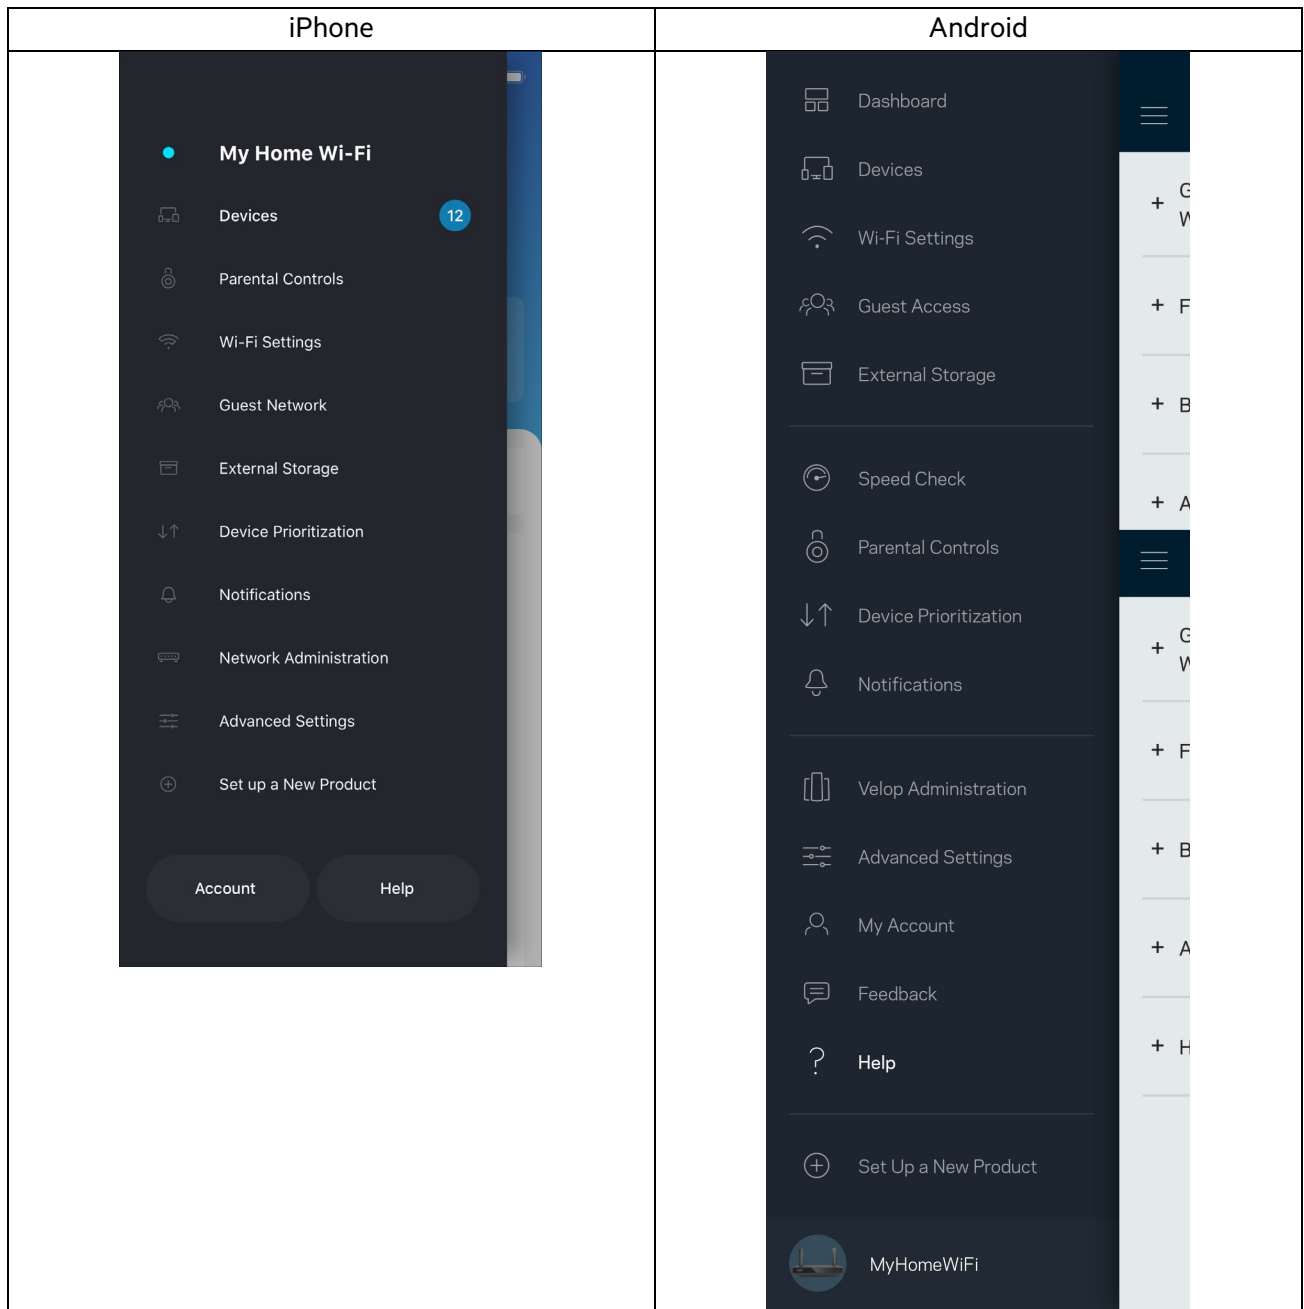 iPhone
Android
My Home Wi-Fi
Devices 12
Parental Controls
Wi-Fi Settings
Guest Network
External Storage
Device Prioritization
Notifications
Network Administration
Advanced Settings
Set up a New Product
Account Help
Dashboard
Devices
Wi-Fi Settings
Guest Access
External Storage
Speed Check
Parental Controls
Device Prioritization
Notifications
Velop Administration
Advanced Settings
My Account
Feedback
Help
Set Up a New Product
MyHomeWiFi
+ F
+ B
+ A
+ F
+ B
+ A
+ H